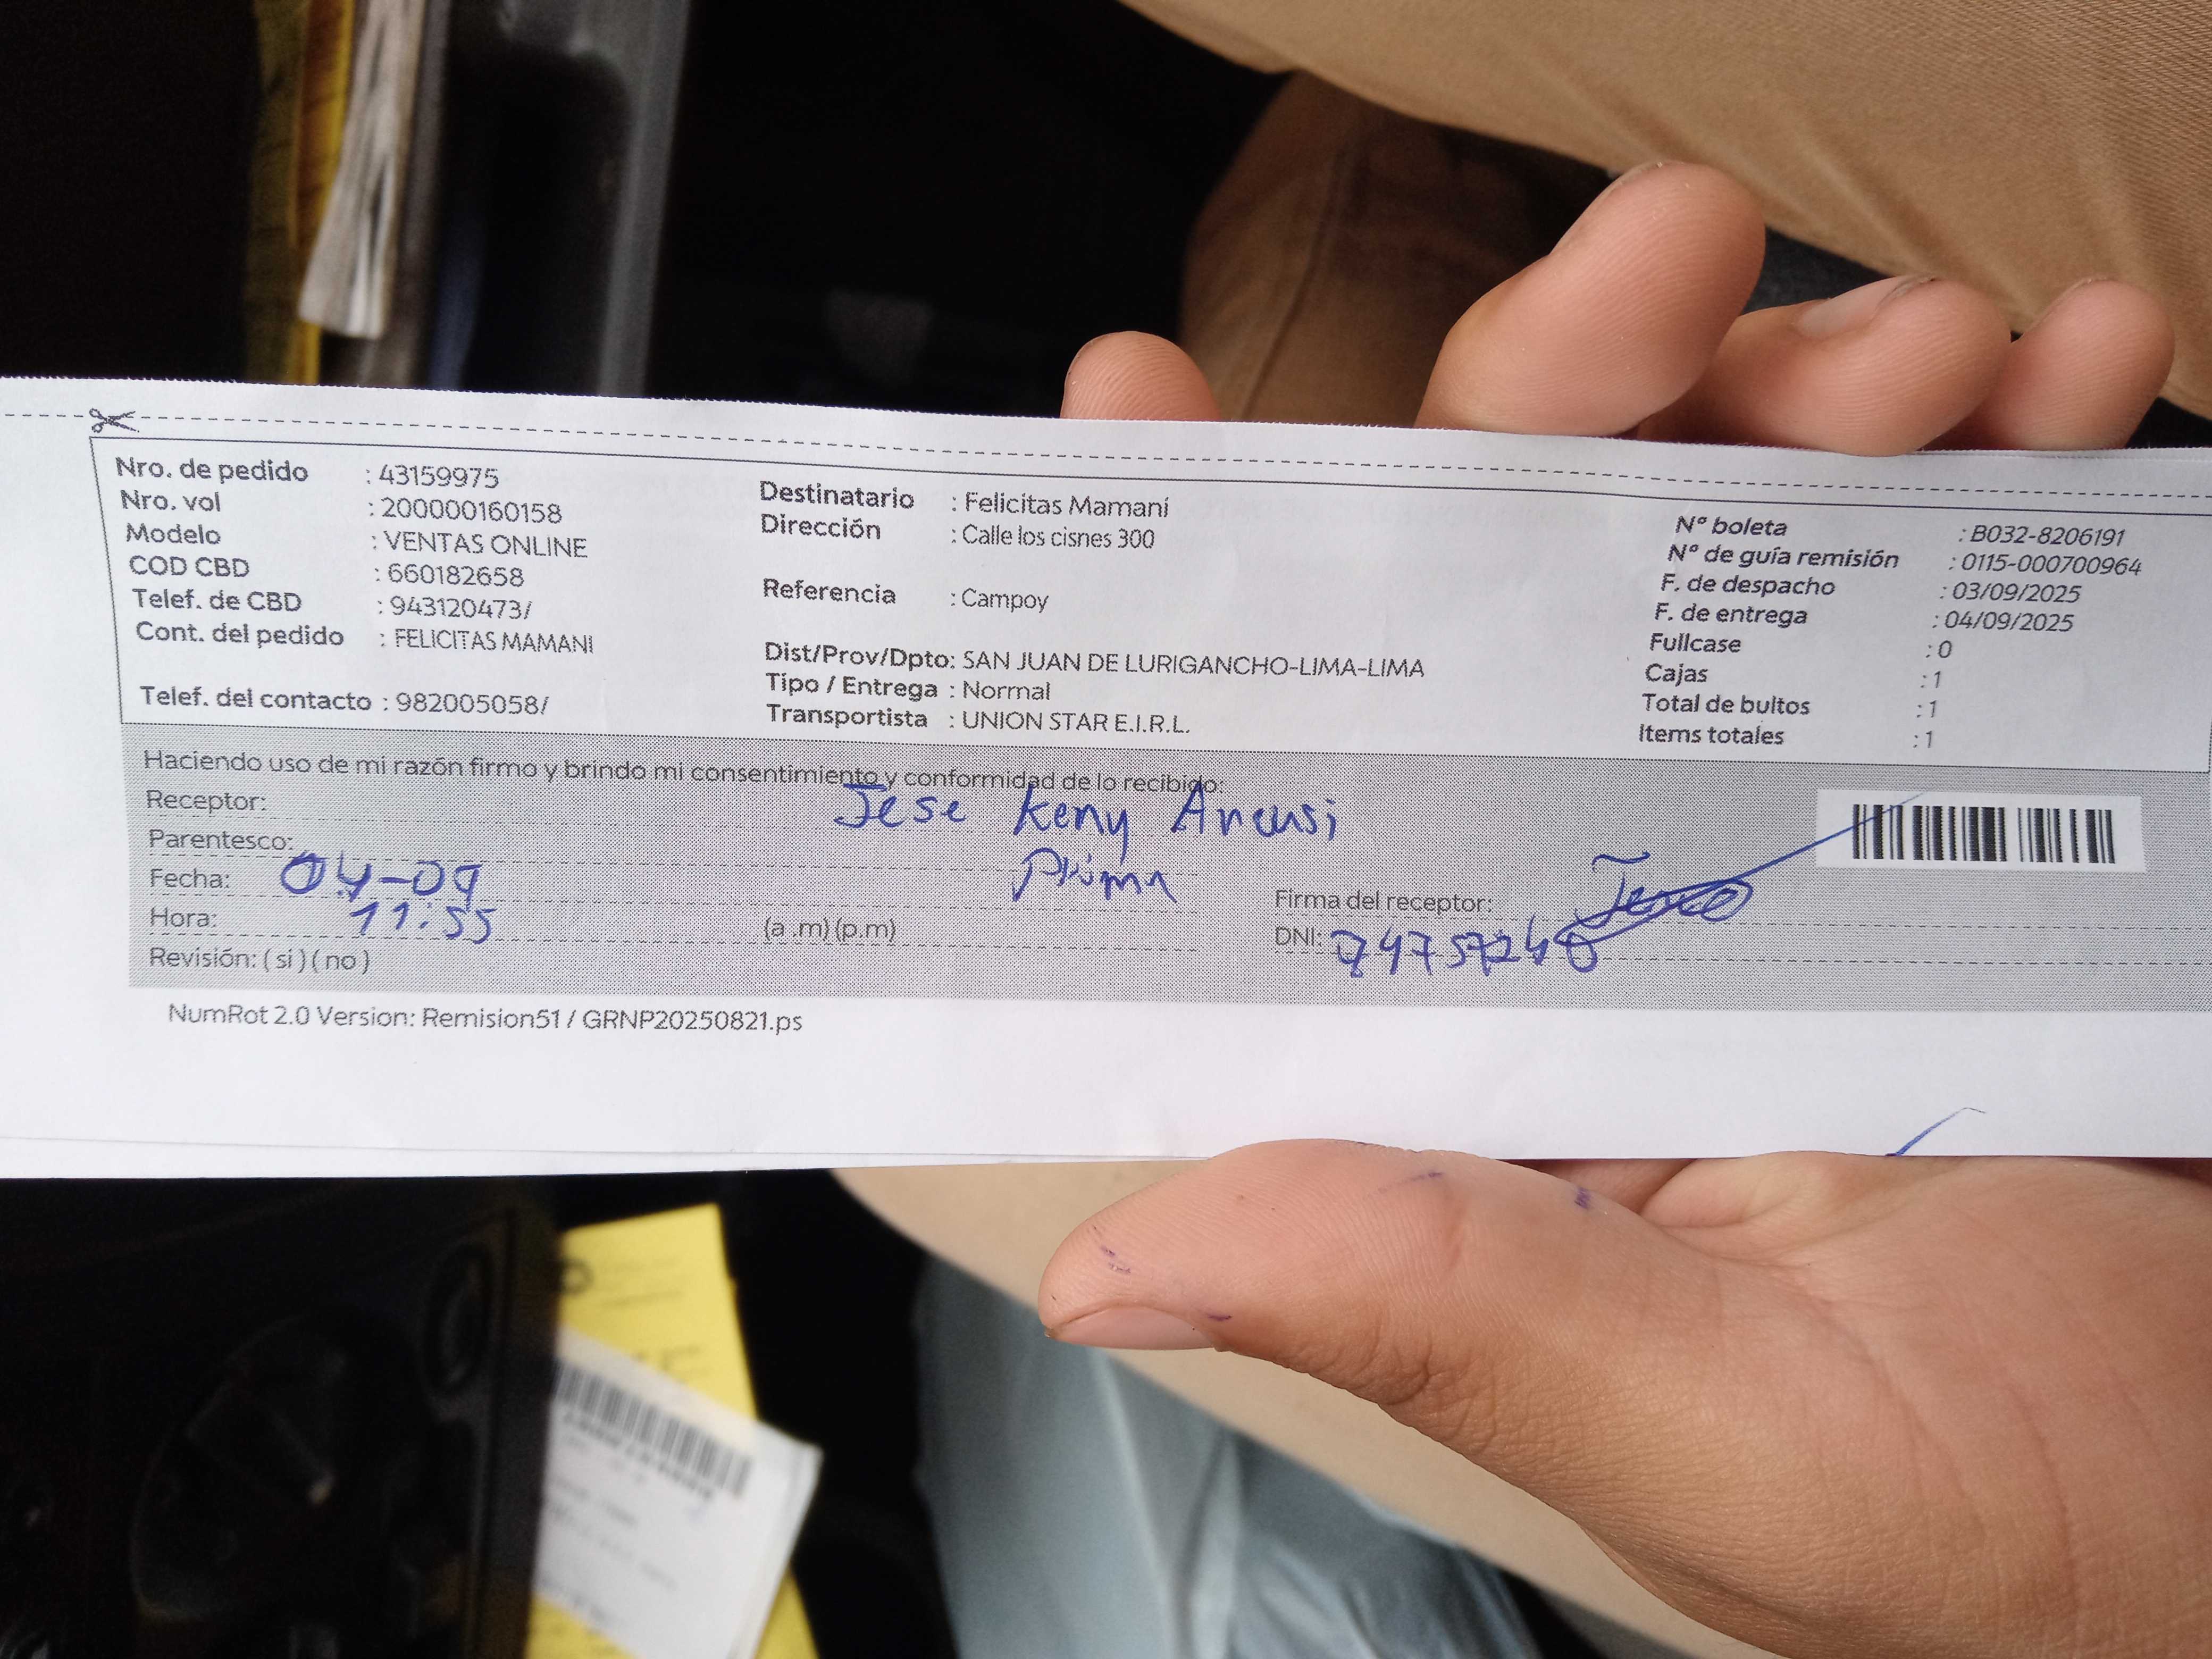 Nro. de pedido : 43159975
Nro. vol : 200000160158
Modelo : VENTAS ONLINE
COD CBD : 660182658
Telef. de CBD : 943120473/
Cont. del pedido : FELICITAS MAMANI
Telef. del contacto : 982005058/
Destinatario : Felicitas Mamani
Dirección : Calle los cisnes 300
Referencia : Campoy
Dist/Prov/Dpto: SAN JUAN DE LURIGANCHO-LIMA-LIMA
Tipo / Entrega : Normal
Transportista : UNION STAR E.I.R.L.
Nº boleta : B032-8206191
Nº de guía remisión : 0115-000700964
F. de despacho : 03/09/2025
F. de entrega : 04/09/2025
Fullcase : 0
Cajas : 1
Total de bultos : 1
Items totales : 1
Haciendo uso de mi razón firmo y brindo mi consentimiento y conformidad de lo recibido:
Receptor: Jese Keny
Parentesco: Prima
Fecha: 04-09
Hora: 11:55 (a .m) (p.m)
Revisión: ( si ) ( no )
Firma del receptor:
DNI: 74757240
NumRot 2.0 Version: Remision51 / GRNP20250821.ps